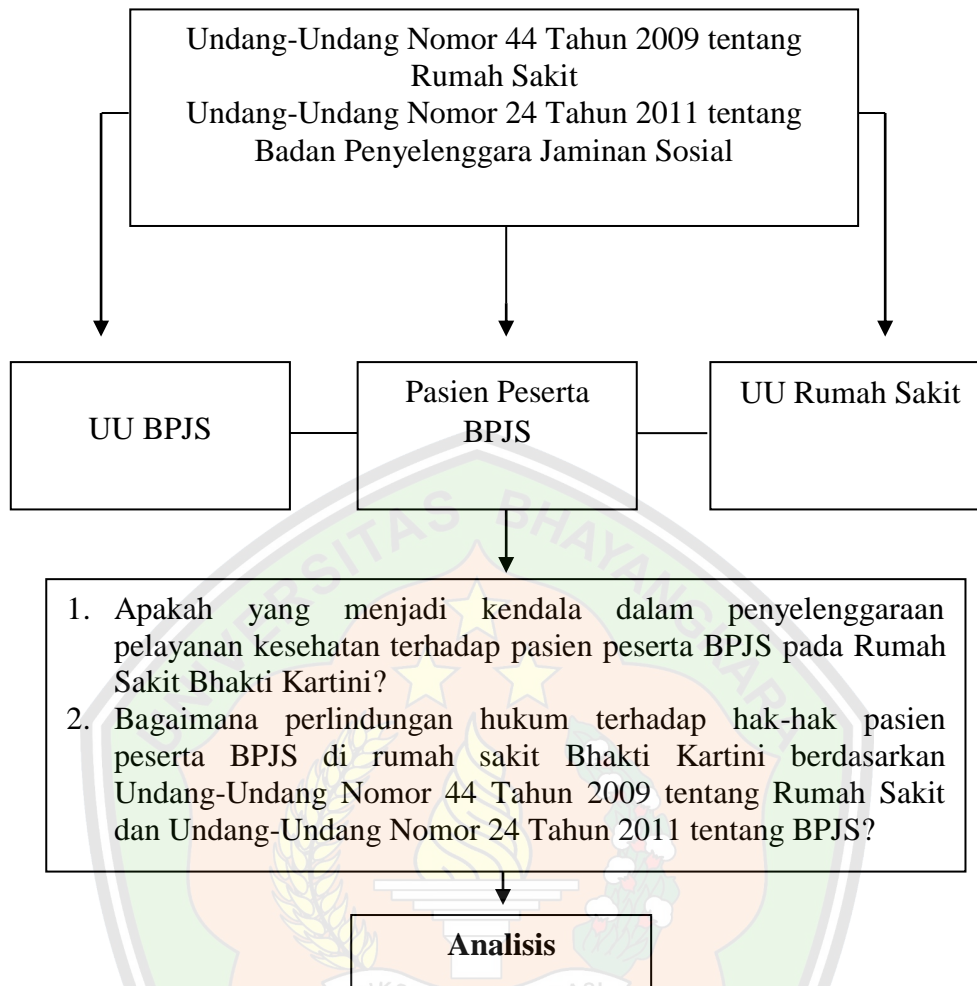 Undang-Undang Nomor 44 Tahun 2009 tentang
Rumah Sakit
Undang-Undang Nomor 24 Tahun 2011 tentang
Badan Penyelenggara Jaminan Sosial
UU BPJS
Pasien Peserta
BPJS
UU Rumah Sakit
UNIVERSITAS BHAYANGKARA
1. Apakah yang menjadi kendala dalam penyelenggaraan
pelayanan kesehatan terhadap pasien peserta BPJS pada Rumah
Sakit Bhakti Kartini?
2. Bagaimana perlindungan hukum terhadap hak-hak pasien
peserta BPJS di rumah sakit Bhakti Kartini berdasarkan
Undang-Undang Nomor 44 Tahun 2009 tentang Rumah Sakit
dan Undang-Undang Nomor 24 Tahun 2011 tentang BPJS?
Analisis